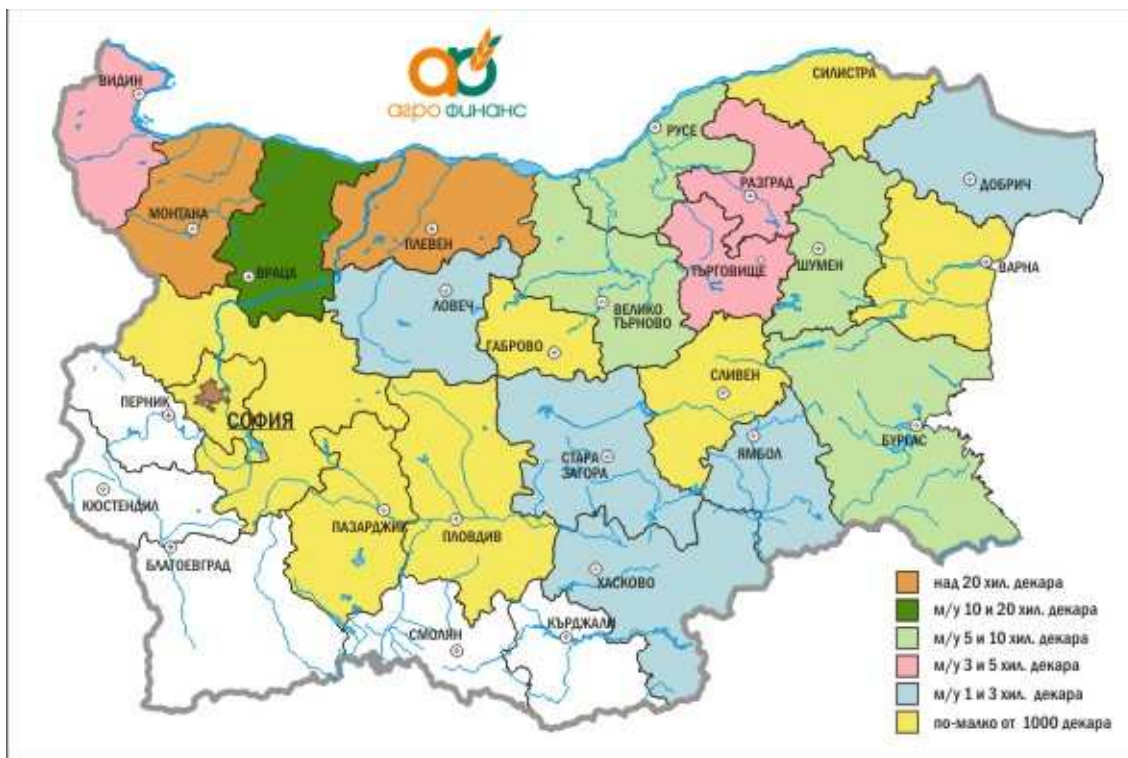 агро финанс
ВИДИН
СИЛИСТРА
РУСЕ
РАЗГРАД
ДОБРИЧ
МОНТАНА
ПЛЕВЕН
ВРАЦА
ТЪРГОВИЩЕ
ШУМЕН
ВАРНА
ЛОВЕЧ
ВЕЛИКО
ТЪРНОВО
ГАБРОВО
СЛИВЕН
ПЕРНИК
СОФИЯ
СТАРА
ЗАГОРА
ЯМБОЛ
БУРГАС
КЮСТЕНДИЛ
ПАЗАРДЖИК
ПЛОВДИВ
БЛАГОЕВГРАД
ХАСКОВО
СМОЛЯН
КЪРДЖАЛИ
над 20 хил. декара
м/у 10 и 20 хил. декара
м/у 5 и 10 хил. декара
м/у 3 и 5 хил. декара
м/у 1 и 3 хил. декара
по-малко от 1000 декара